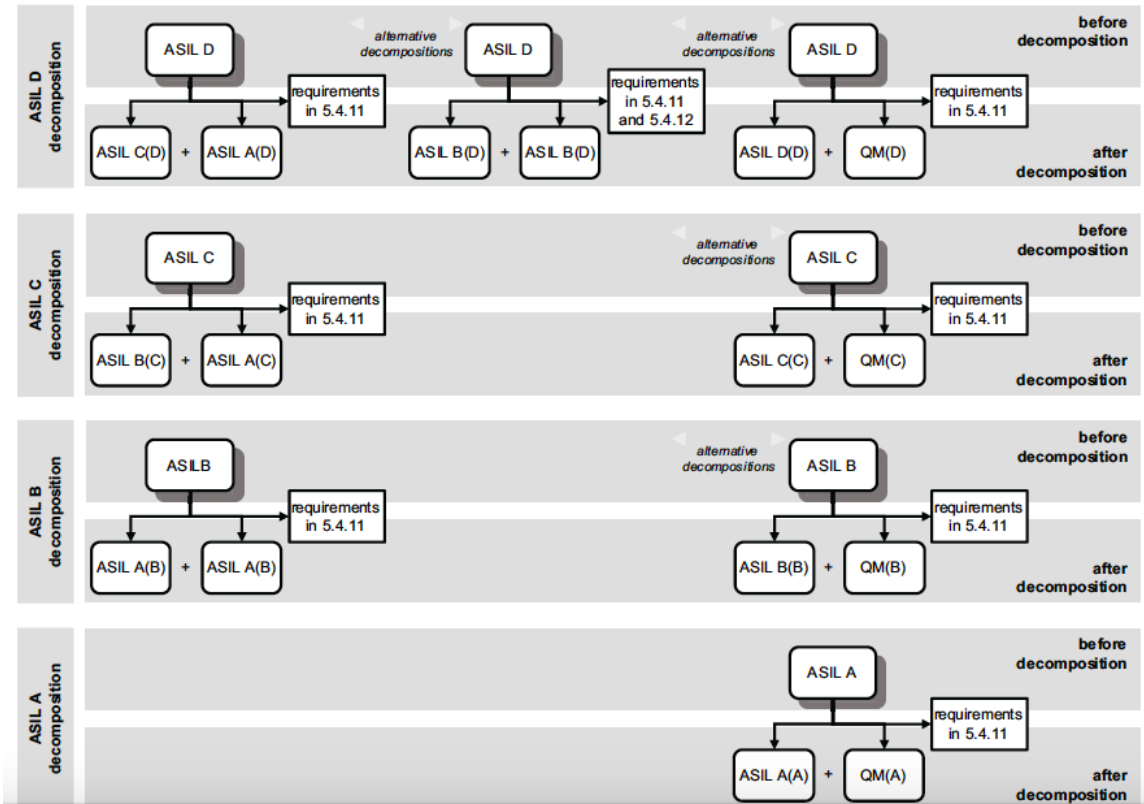 ASIL D
decomposition
before
decomposition
ASIL D
alternative
decompositions
ASIL D
alternative
decompositions
ASIL D
requirements
in 5.4.11
requirements
in 5.4.11
and 5.4.12
requirements
in 5.4.11
ASIL C(D) + ASIL A(D)
ASIL B(D) + ASIL B(D)
ASIL D(D) + QM(D)
after
decomposition
ASIL C
decomposition
before
decomposition
ASIL C
alternative
decompositions
ASIL C
requirements
in 5.4.11
requirements
in 5.4.11
ASIL B(C) + ASIL A(C)
ASIL C(C) + QM(C)
after
decomposition
ASIL B
decomposition
before
decomposition
ASILB
alternative
decompositions
ASIL B
requirements
in 5.4.11
requirements
in 5.4.11
ASIL A(B) + ASIL A(B)
ASIL B(B) + QM(B)
after
decomposition
ASIL A
decomposition
before
decomposition
ASIL A
requirements
in 5.4.11
ASIL A(A) + QM(A)
after
decomposition